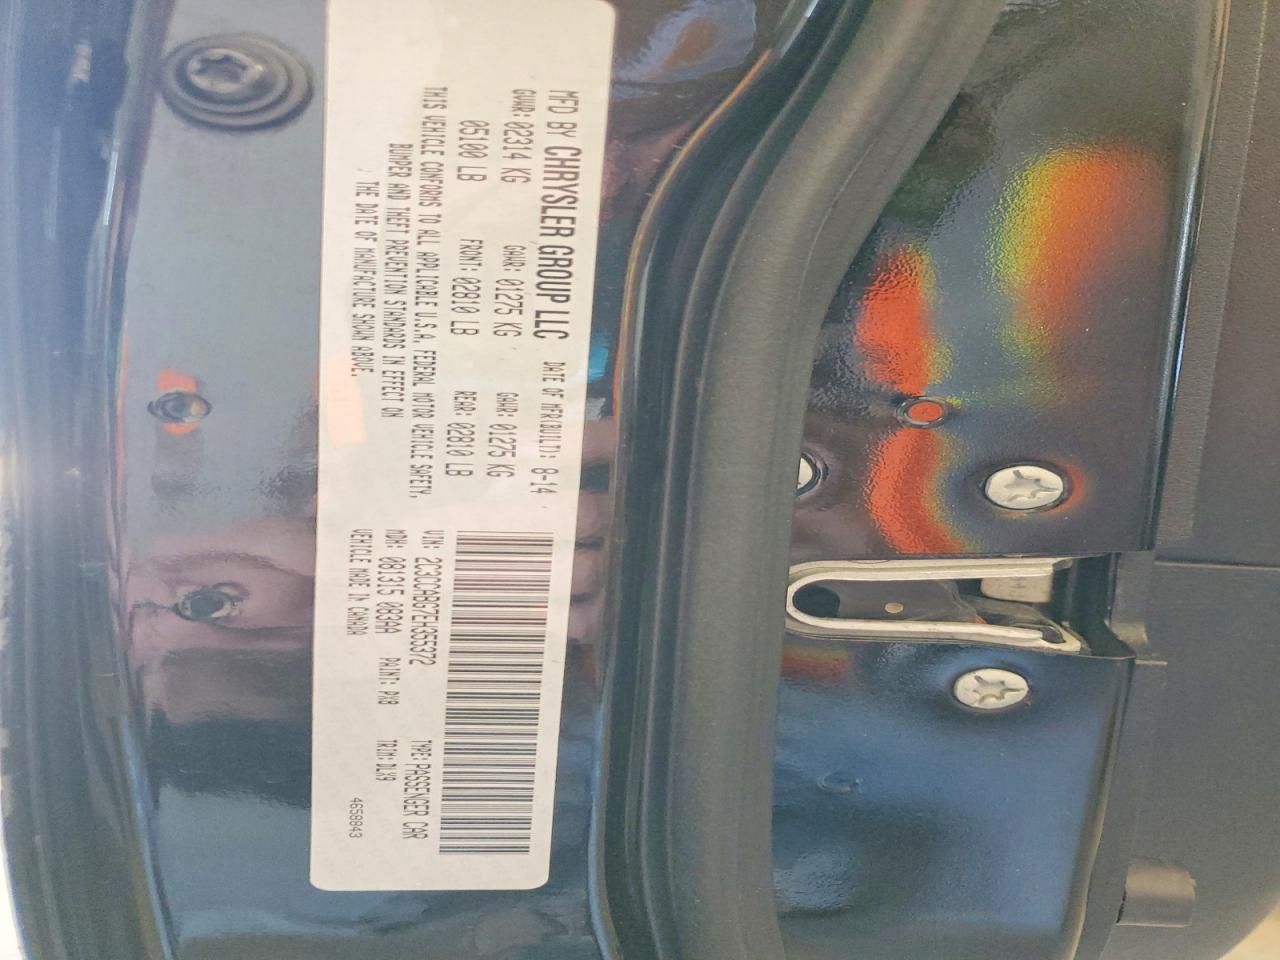 MFD BY CHRYSLER GROUP LLC DATE OF MFR(BUILT): 8-14
GVWR: 02314 KG GAWR: 01275 KG GAWR: 01275 KG
05100 LB FRONT: 02810 LB REAR: 02810 LB
THIS VEHICLE CONFORMS TO ALL APPLICABLE U.S.A. FEDERAL MOTOR VEHICLE SAFETY,
BUMPER AND THEFT PREVENTION STANDARDS IN EFFECT ON
THE DATE OF MANUFACTURE SHOWN ABOVE.
VIN: 2C3CCABG7EH355372 TYPE: PASSENGER CAR
MDH: 081315 083AA PAINT: PX8 TRIM: DLX9
VEHICLE MADE IN CANADA
4658843